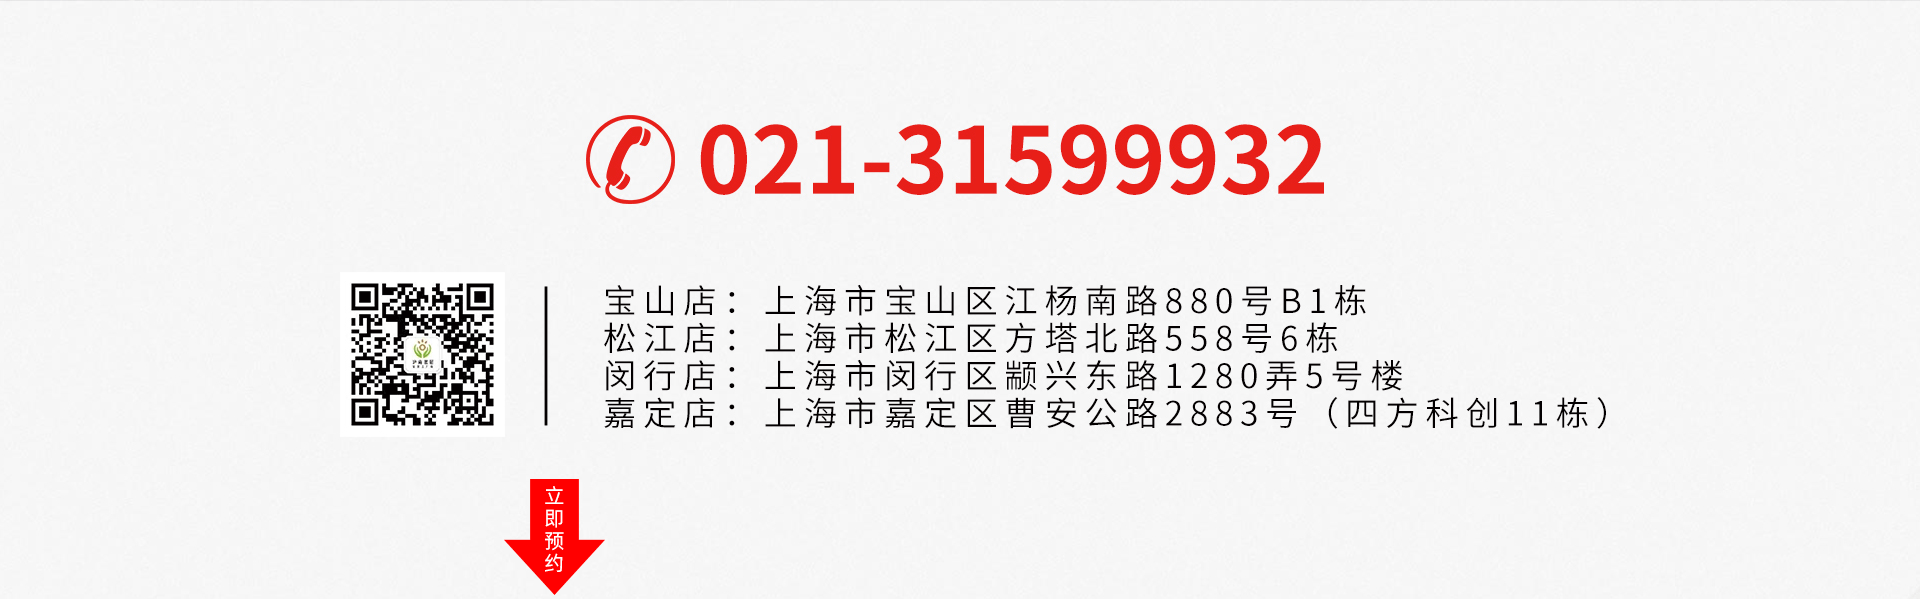 021-31599932
宝山店：上海市宝山区江杨南路880号B1栋
松江店：上海市松江区方塔北路558号6栋
闵行店：上海市闵行区颛兴东路1280弄5号楼
嘉定店：上海市嘉定区曹安公路2883号（四方科创11栋）
立即预约